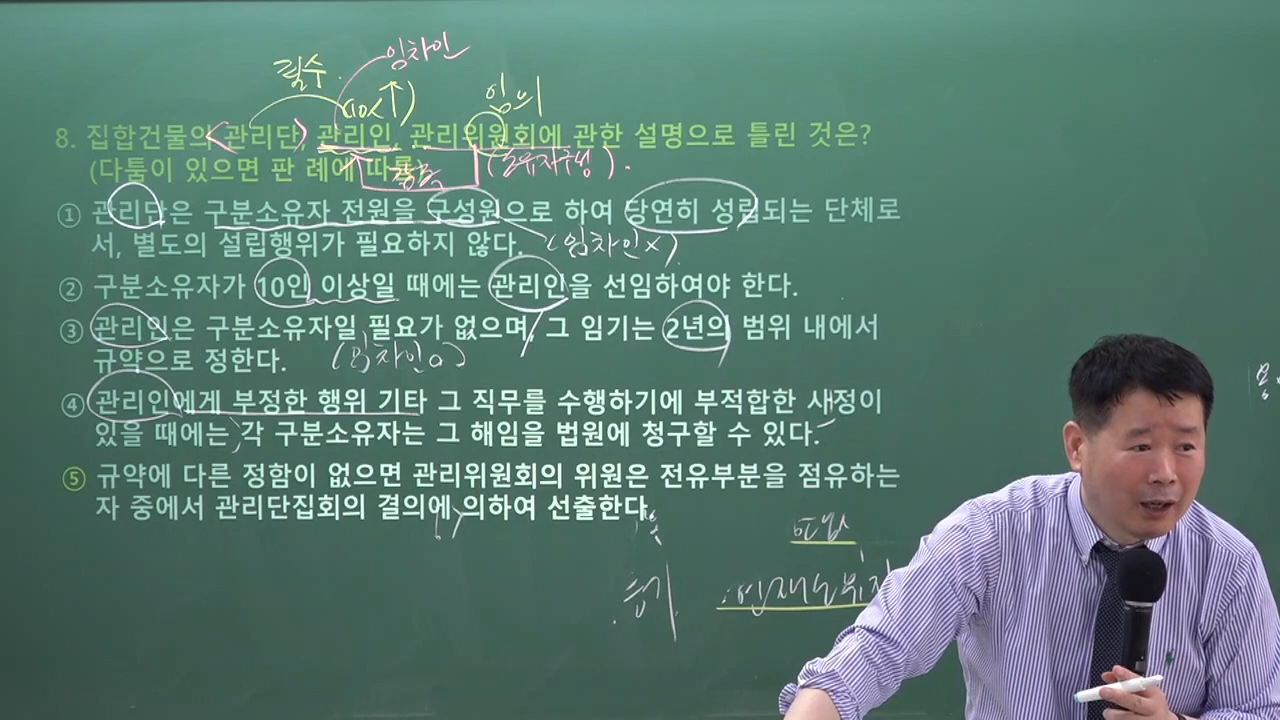 임차인
필수
(10<↑)
임의
8. 집합건물의 관리단, 관리인, 관리위원회에 관한 설명으로 틀린 것은?
(다툼이 있으면 판 례에 따름)
① 관리단은 구분소유자 전원을 구성원으로 하여 당연히 성립되는 단체로
서, 별도의 설립행위가 필요하지 않다.
(임차인x)
② 구분소유자가 10인 이상일 때에는 관리인을 선임하여야 한다.
③ 관리인은 구분소유자일 필요가 없으며, 그 임기는 2년의 범위 내에서
규약으로 정한다.
(임차인o)
④ 관리인에게 부정한 행위 기타 그 직무를 수행하기에 부적합한 사정이
있을 때에는 각 구분소유자는 그 해임을 법원에 청구할 수 있다.
⑤ 규약에 다른 정함이 없으면 관리위원회의 위원은 전유부분을 점유하는
자 중에서 관리단집회의 결의에 의하여 선출한다.